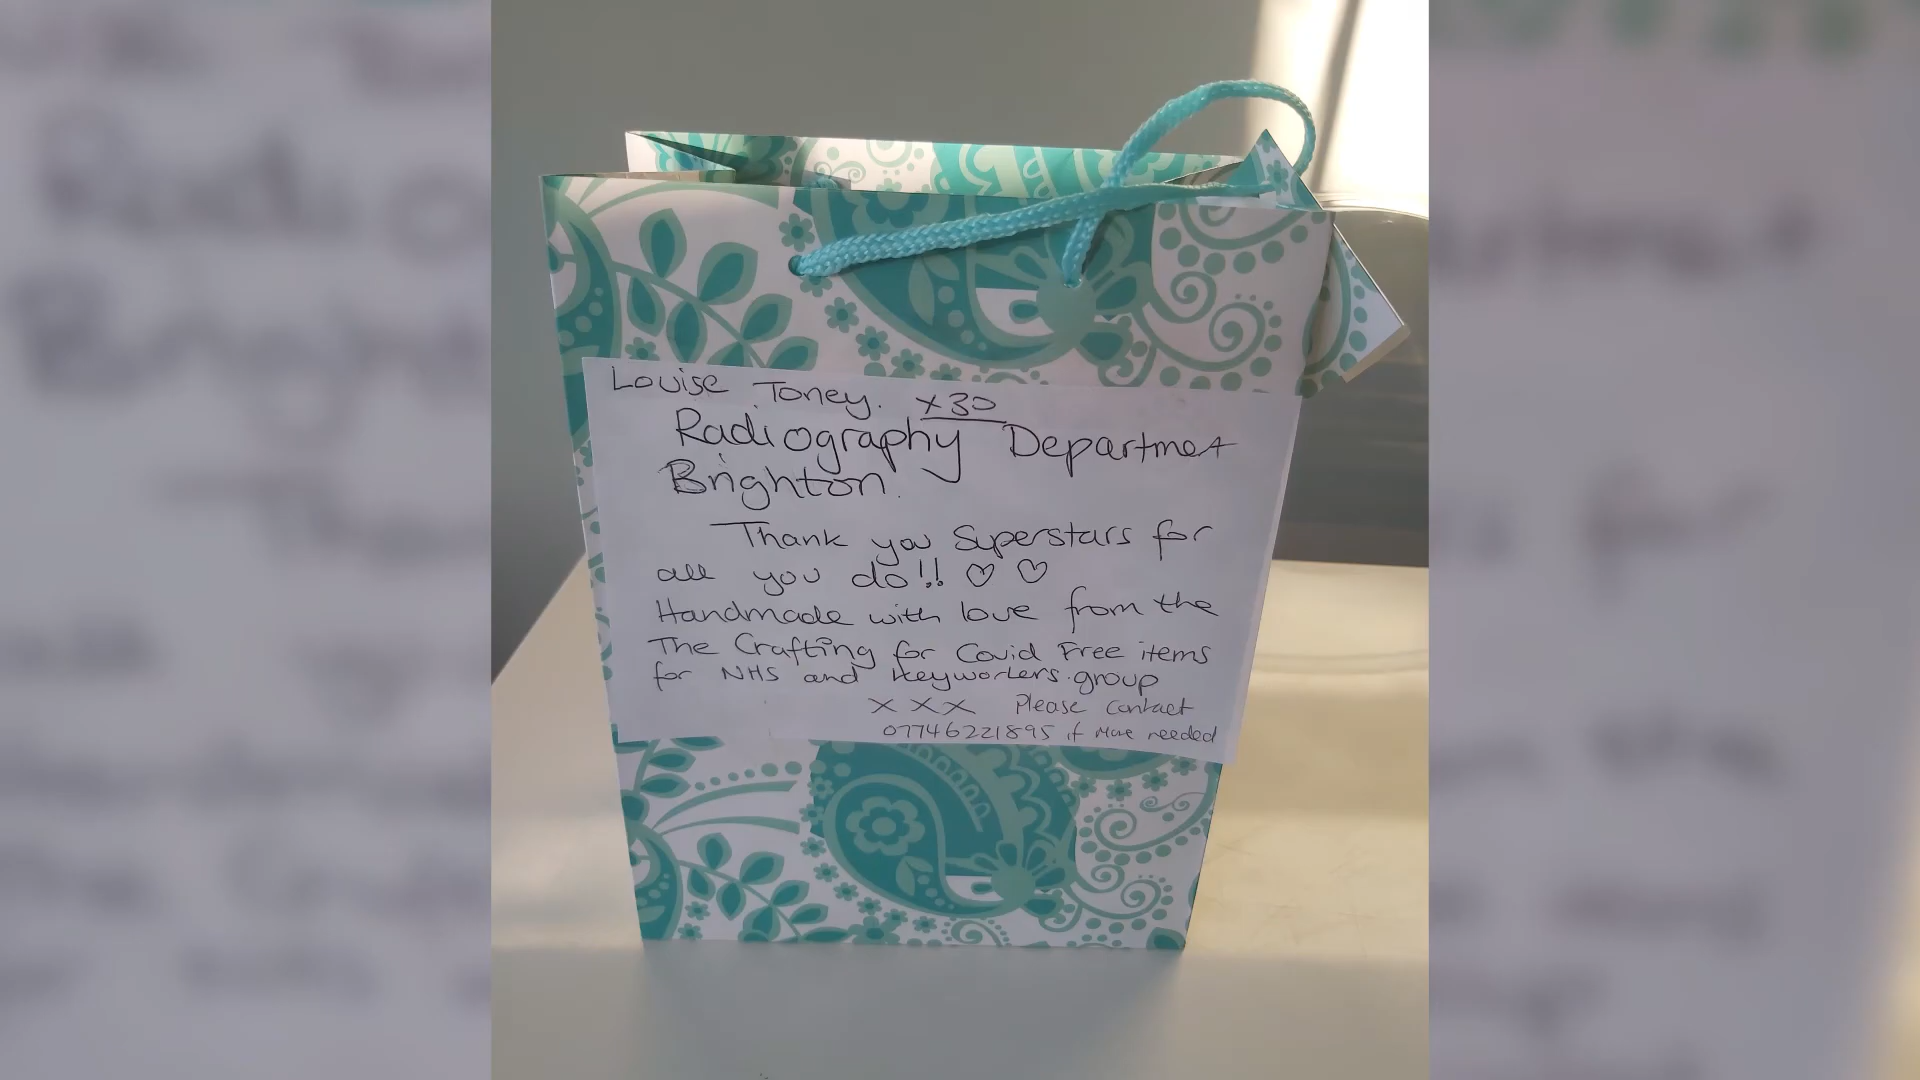 Louise Toney. x30
Radiography Department
Brighton.
Thank you Superstars for
all you do!! ♡ ♡
Handmade with love from the
The Crafting for Covid Free items
for NHS and Keyworkers group
x x x Please contact
07746221895 if more needed